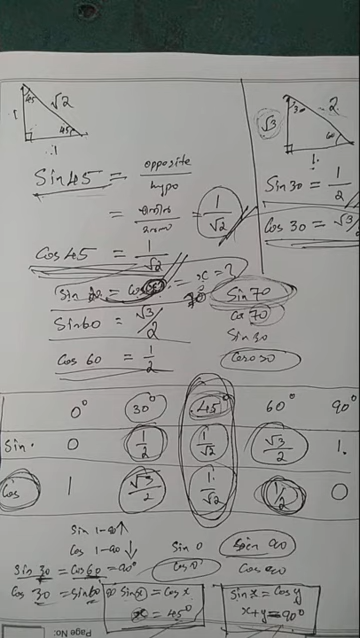 45 √2
1 45
1
√3 30 2
60
1
Sin 45 = opposite / hypo
= 1/√2
Cos 45 = 1/√2
Sin 30 = 1/2
Cos 30 = √3/2
x = ?
Sin 60 = √3/2
Cos 60 = 1/2
Sin 70
Cos 70
Sin 30
0° 30° 45° 60° 90°
Sin 0 1/2 1/√2 √3/2 1
Cos 1 √3/2 1/√2 1/2 0
Sin 1-90 ↑
Cos 1-90 ↓
Sin 0 Sin 90
Cos 0 Cos 90
Sin 30 = Cos 60 = 90°
Cos 30 = Sin 60
Sin x = Cos x
x = 45°
Sin x = Cos y
x+y = 90°
Page No: